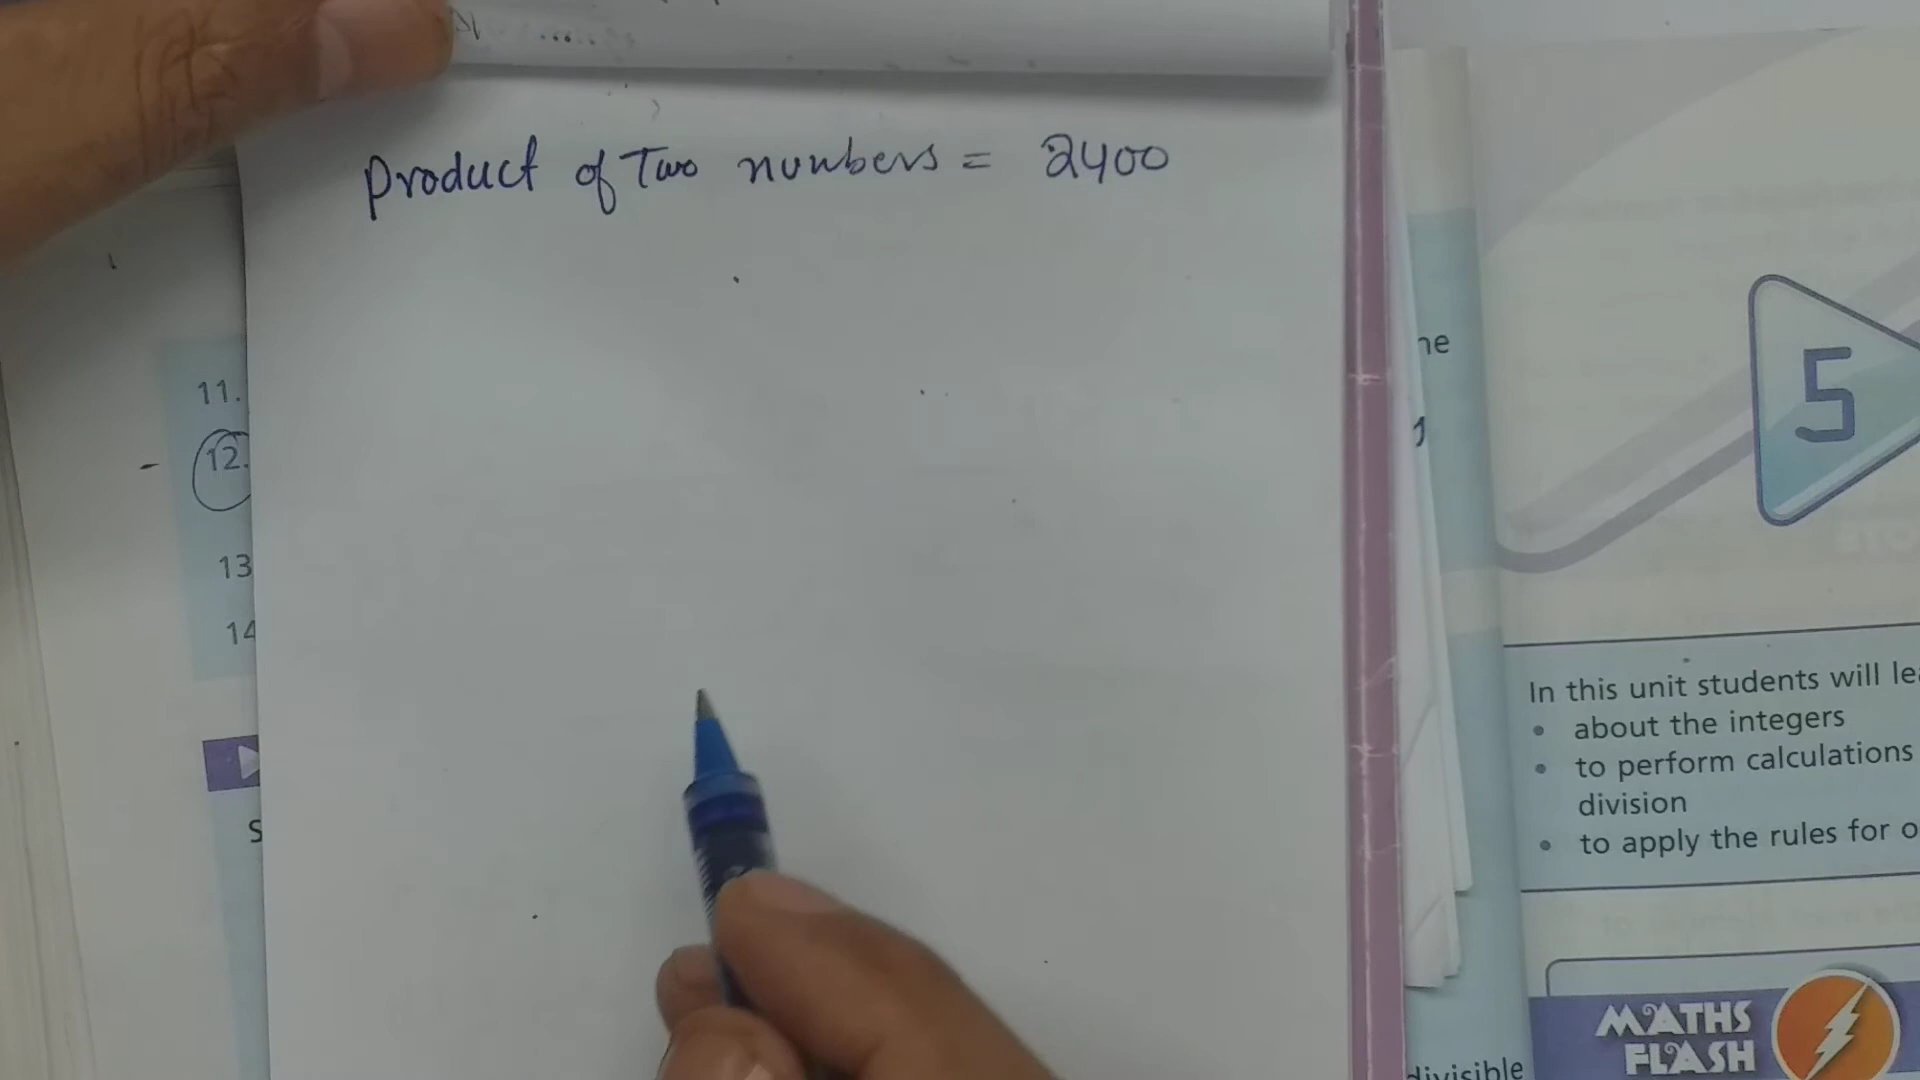 Product of Two numbers = 2400
11.
12.
13
14
S
he
5
In this unit students will le
• about the integers
• to perform calculations
division
• to apply the rules for o
MATHS
FLASH
divisible